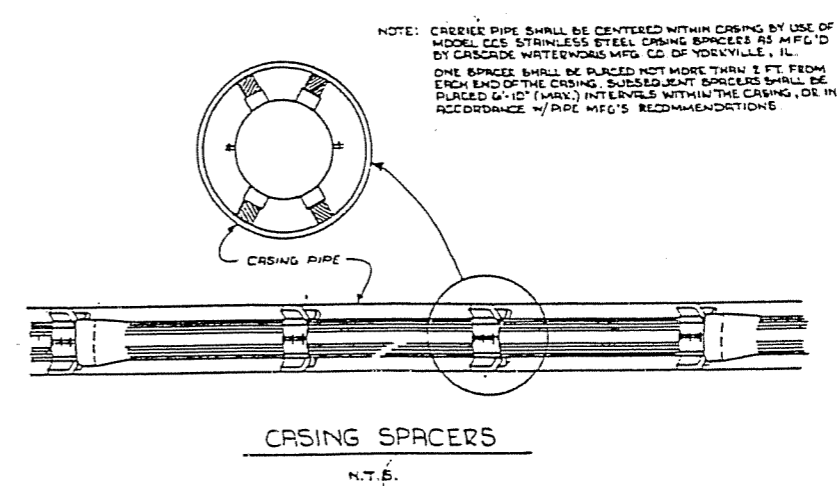 NOTE: CARRIER PIPE SHALL BE CENTERED WITHIN CASING BY USE OF
MODEL CCS STAINLESS STEEL CASING SPACERS AS MFG'D
BY CASCADE WATERWORKS MFG. CO. OF YORKVILLE, IL.
ONE SPACER SHALL BE PLACED NOT MORE THAN 2 FT. FROM
EACH END OF THE CASING. SUBSEQUENT SPACERS SHALL BE
PLACED 6'-10" (MAX.) INTERVALS WITHIN THE CASING, OR IN
ACCORDANCE W/ PIPE MFG'S RECOMMENDATIONS
CASING PIPE
CASING SPACERS
N.T.S.